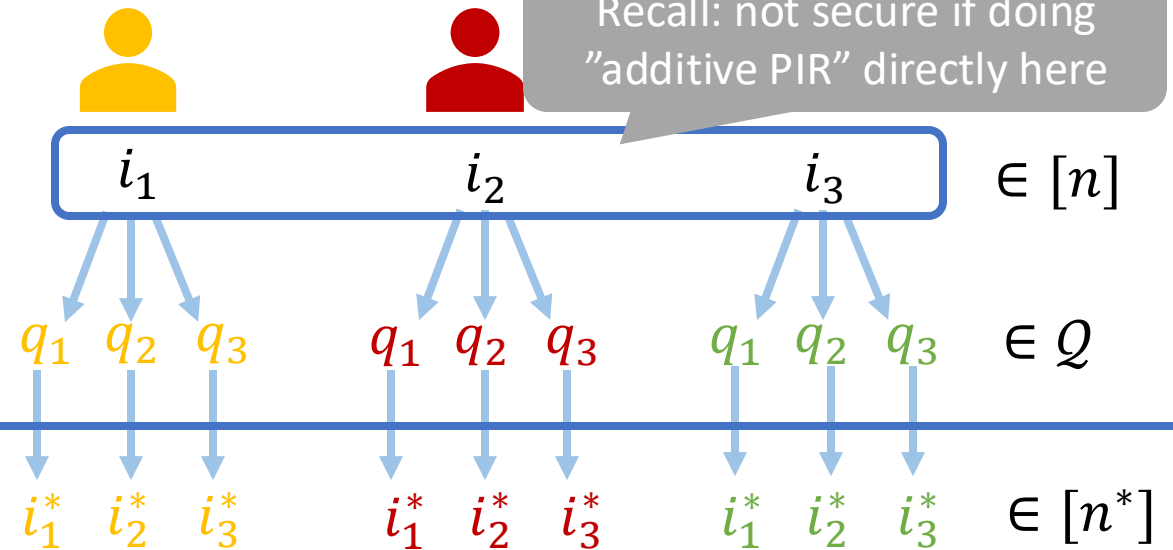 Recall: not secure if doing
”additive PIR” directly here
i₁ i₂ i₃ ∈ [n]
q₁ q₂ q₃ q₁ q₂ q₃ q₁ q₂ q₃ ∈ 𝒬
i₁* i₂* i₃* i₁* i₂* i₃* i₁* i₂* i₃* ∈ [n*]